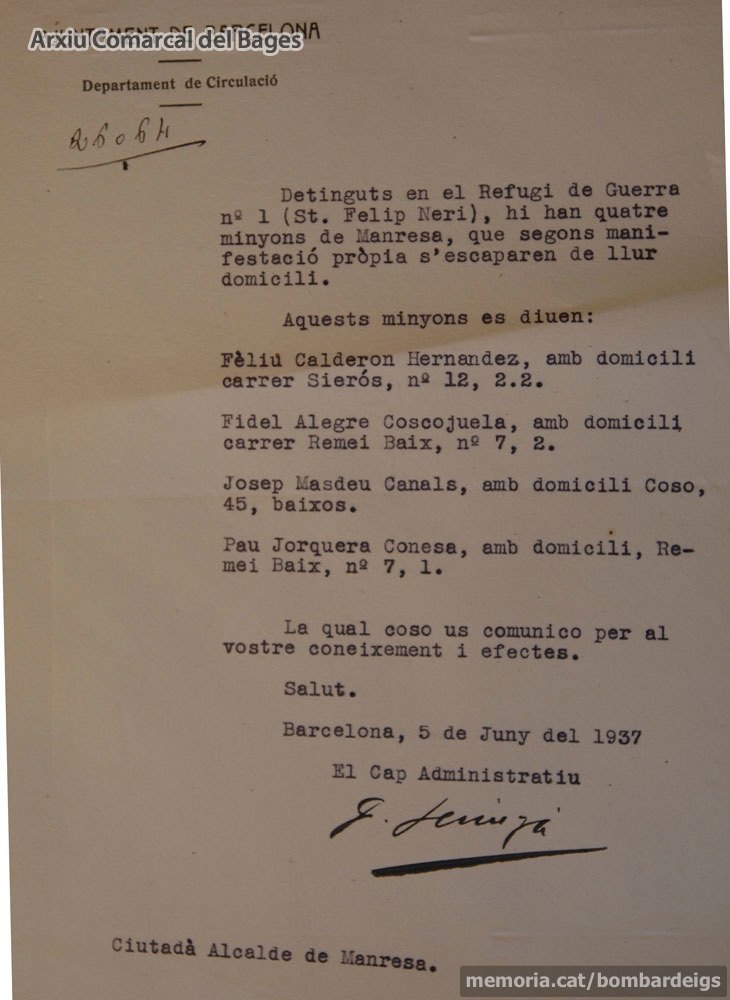 AJUNTAMENT DE BARCELONA
Arxiu Comarcal del Bages
Departament de Circulació
26064
Detinguts en el Refugi de Guerra
nº 1 (St. Felip Neri), hi han quatre
minyons de Manresa, que segons mani-
festació pròpia s'escaparen de llur
domicili.
Aquests minyons es diuen:
Fèliu Calderon Hernandez, amb domicili
carrer Sierós, nº 12, 2.2.
Fidel Alegre Coscojuela, amb domicili,
carrer Remei Baix, nº 7, 2.
Josep Masdeu Canals, amb domicili Coso,
45, baixos.
Pau Jorquera Conesa, amb domicili, Re-
mei Baix, nº 7, 1.
La qual coso us comunico per al
vostre coneixement i efectes.
Salut.
Barcelona, 5 de Juny del 1937
El Cap Administratiu
Ciutadà Alcalde de Manresa.
memoria.cat/bombardeigs